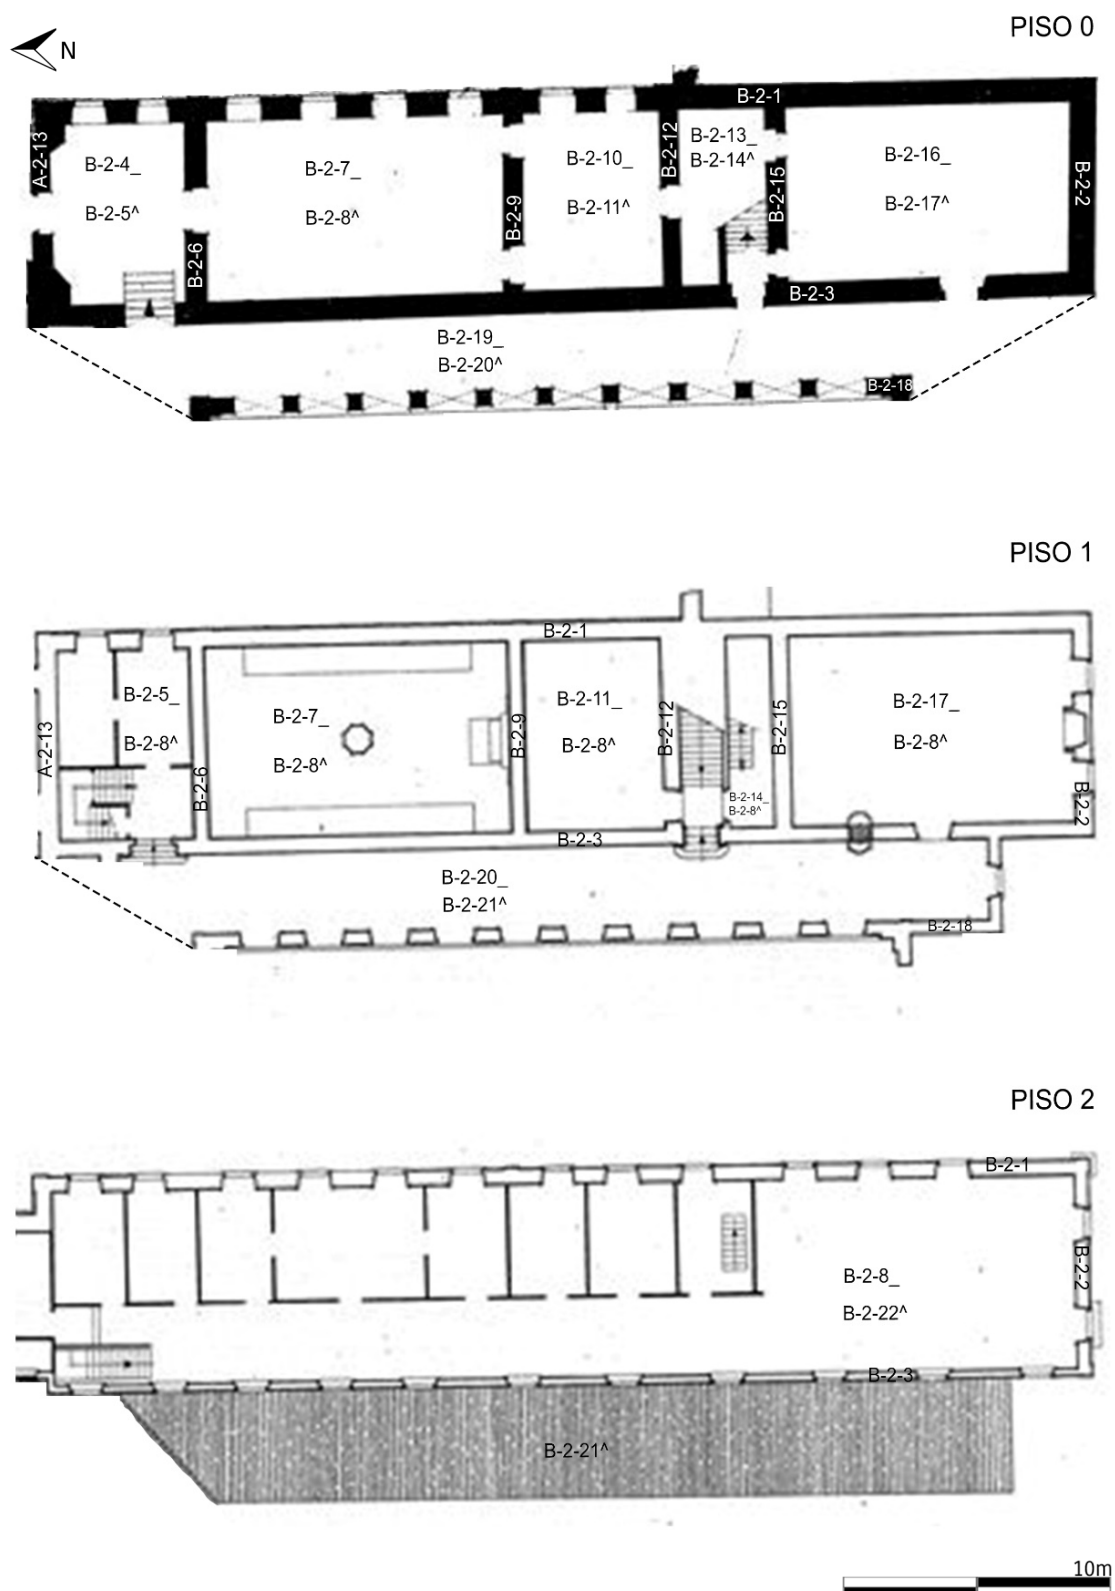 PISO 0
N
B-2-1
A-2-13
B-2-4_
B-2-5^
B-2-6
B-2-7_
B-2-8^
B-2-9
B-2-10_
B-2-11^
B-2-12
B-2-13_
B-2-14^
B-2-15
B-2-16_
B-2-17^
B-2-2
B-2-3
B-2-19_
B-2-20^
B-2-18
PISO 1
B-2-1
A-2-13
B-2-5_
B-2-8^
B-2-6
B-2-7_
B-2-8^
B-2-9
B-2-11_
B-2-8^
B-2-12
B-2-14_
B-2-8^
B-2-15
B-2-17_
B-2-8^
B-2-2
B-2-3
B-2-20_
B-2-21^
B-2-18
PISO 2
B-2-1
B-2-2
B-2-8_
B-2-22^
B-2-3
B-2-21^
10m